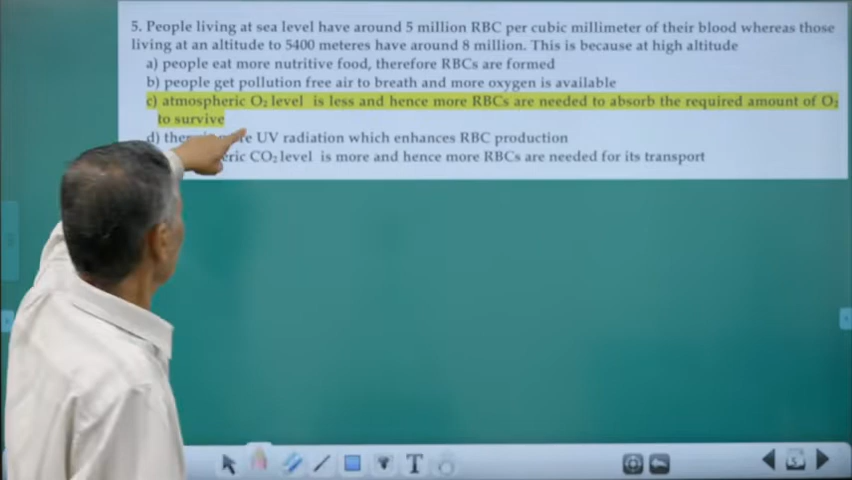 5. People living at sea level have around 5 million RBC per cubic millimeter of their blood whereas those
living at an altitude to 5400 meteres have around 8 million. This is because at high altitude
a) people eat more nutritive food, therefore RBCs are formed
b) people get pollution free air to breath and more oxygen is available
c) atmospheric O₂ level is less and hence more RBCs are needed to absorb the required amount of O₂
to survive
d) UV radiation which enhances RBC production
CO₂ level is more and hence more RBCs are needed for its transport
T
5